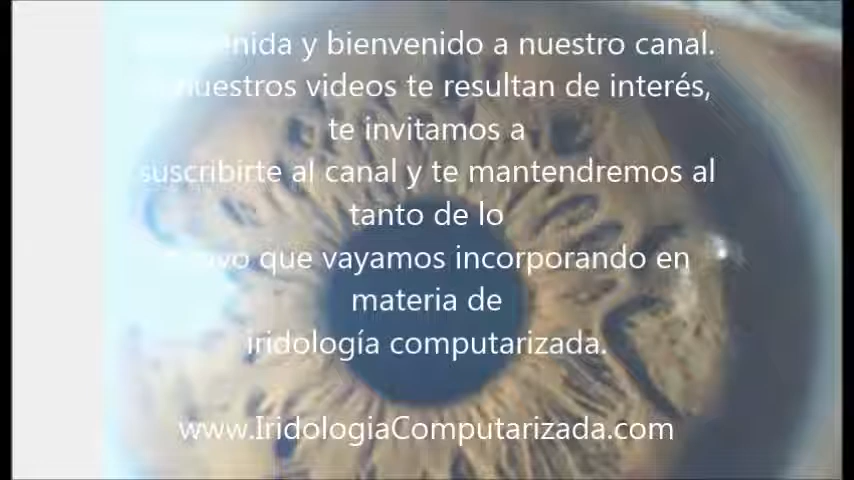 y bienvenido a nuestro canal.
nuestros videos te resultan de interés,
te invitamos a
suscribirte al canal y te mantendremos al
tanto de lo
que vayamos incorporando en
materia de
iridología computarizada.
www.IridologiaComputarizada.com